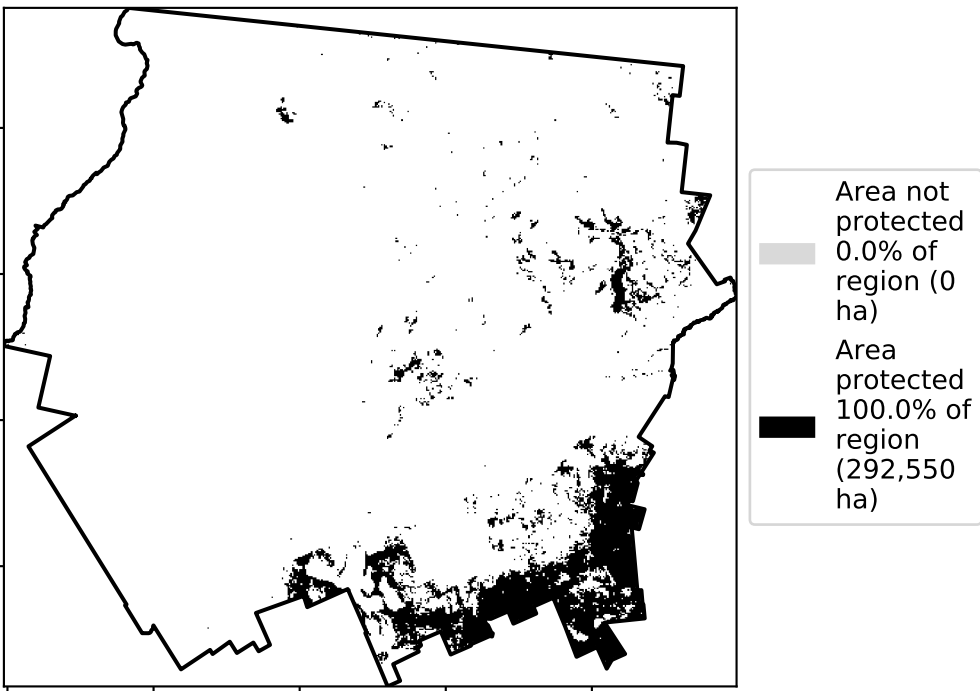 Area not
protected
0.0% of
region (0
ha)
Area
protected
100.0% of
region
(292,550
ha)